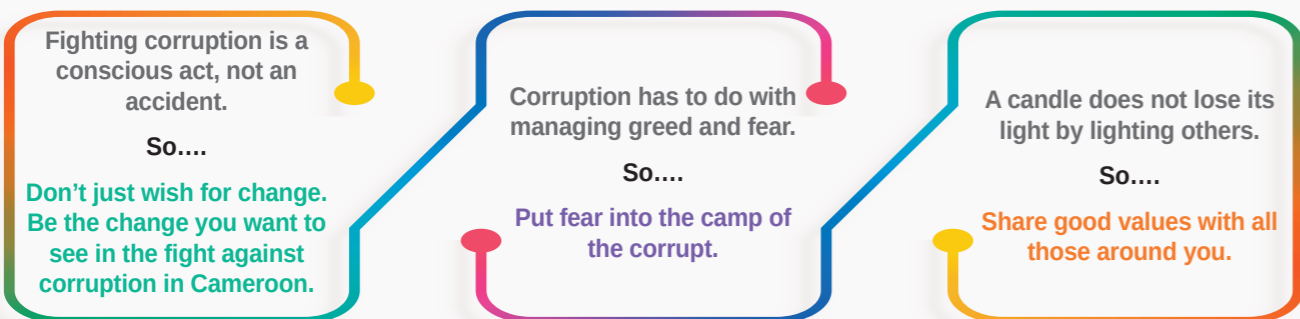 Fighting corruption is a
conscious act, not an
accident.
So....
Don’t just wish for change.
Be the change you want to
see in the fight against
corruption in Cameroon.
Corruption has to do with
managing greed and fear.
So....
Put fear into the camp of
the corrupt.
A candle does not lose its
light by lighting others.
So....
Share good values with all
those around you.